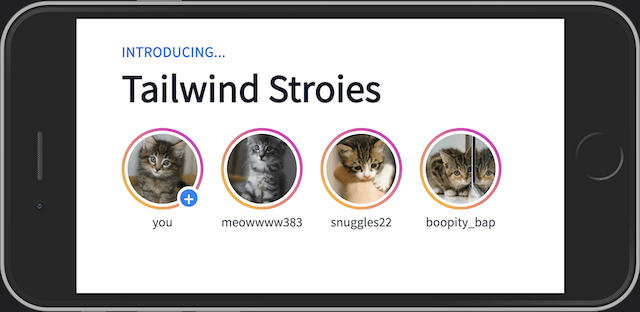 INTRODUCING...
Tailwind Stroies
you
meowwww383
snuggles22
boopity_bap